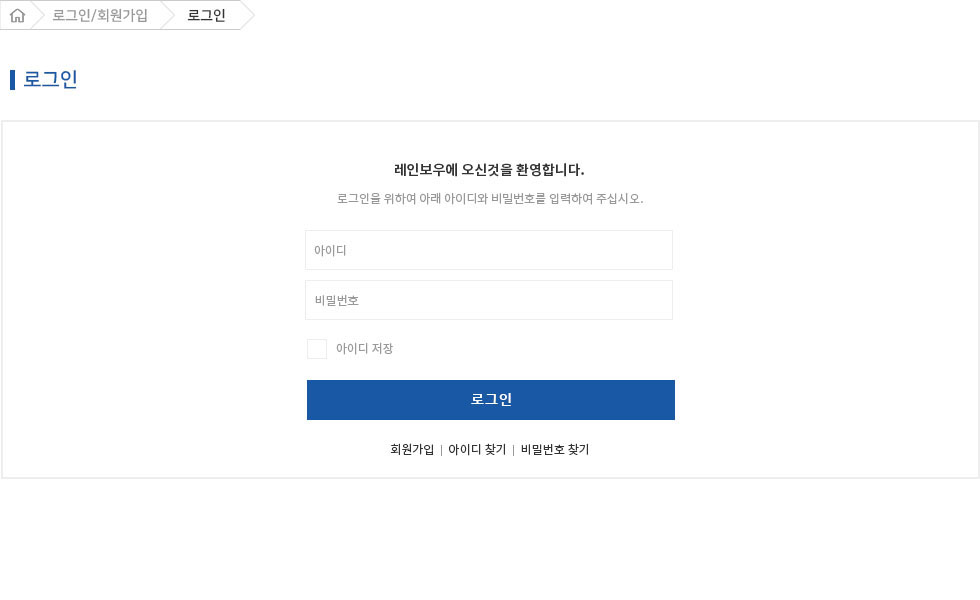 로그인/회원가입 로그인
로그인
레인보우에 오신것을 환영합니다.
로그인을 위하여 아래 아이디와 비밀번호를 입력하여 주십시오.
아이디
비밀번호
아이디 저장
로그인
회원가입 | 아이디 찾기 | 비밀번호 찾기